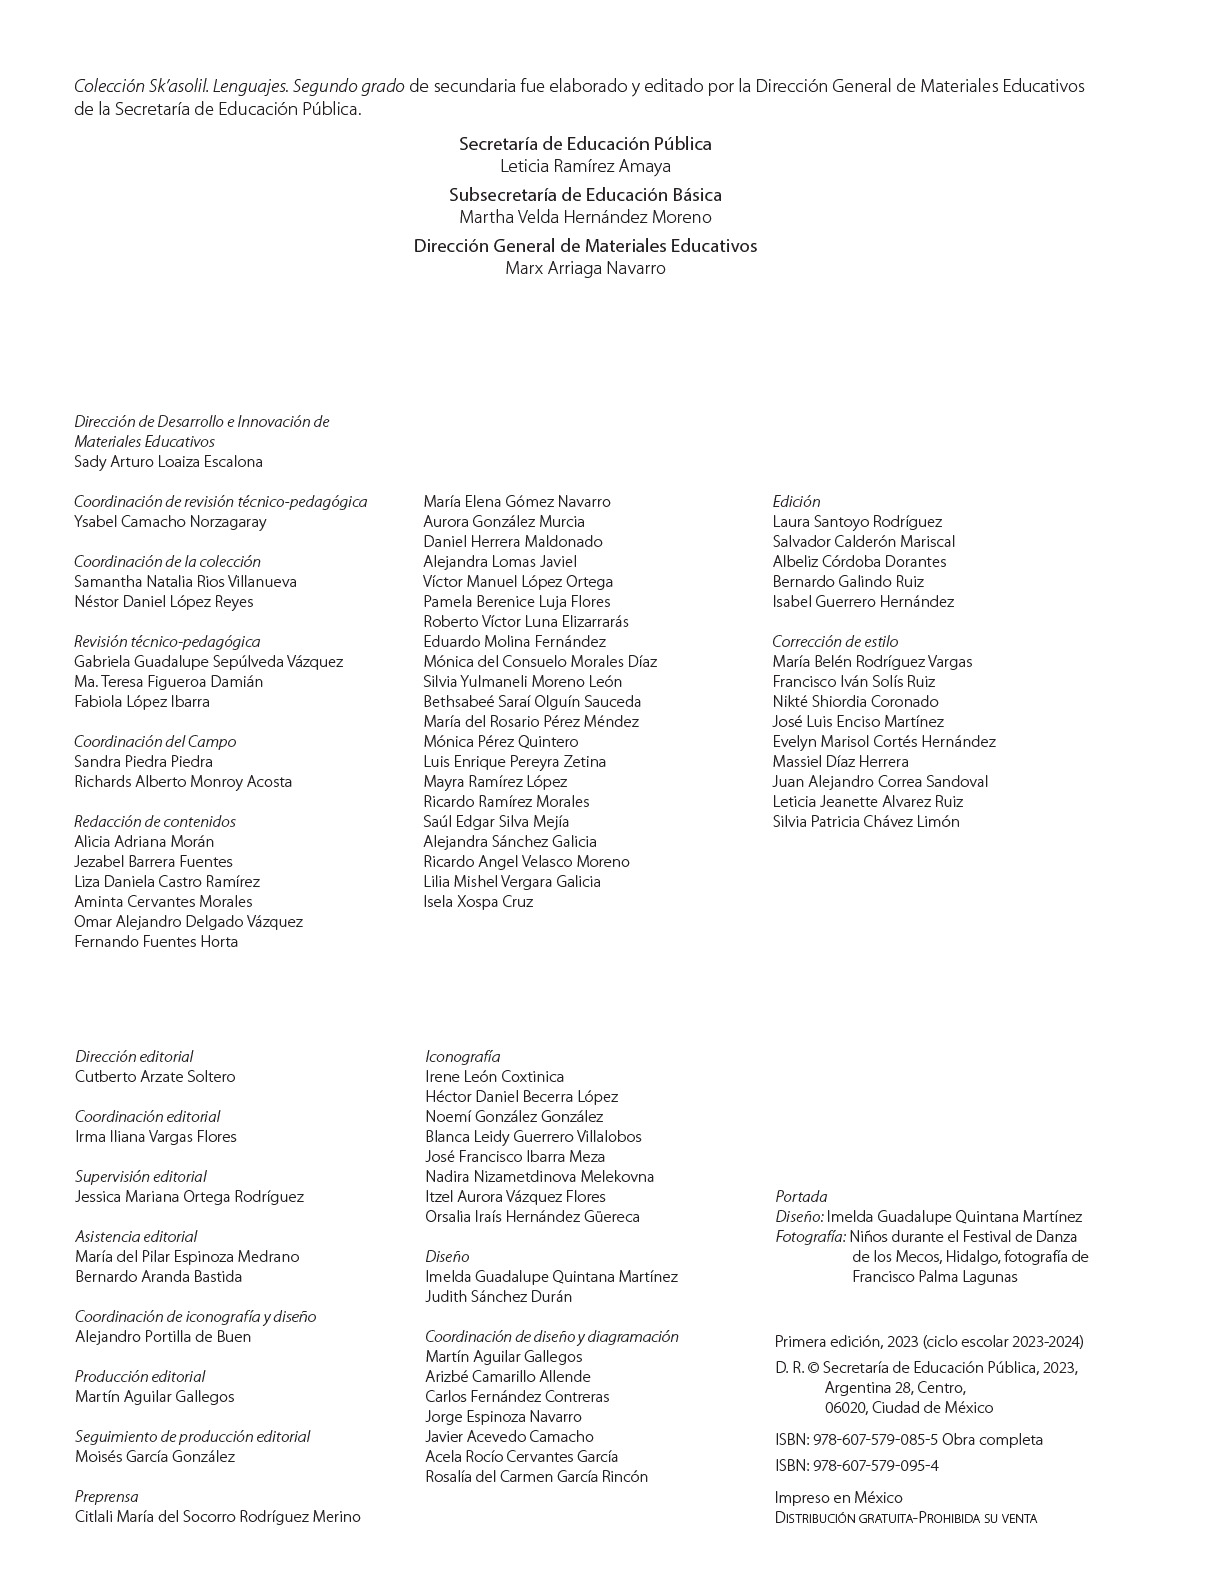 Colección Sk’asolil. Lenguajes. Segundo grado de secundaria fue elaborado y editado por la Dirección General de Materiales Educativos
de la Secretaría de Educación Pública.
Secretaría de Educación Pública
Leticia Ramírez Amaya
Subsecretaría de Educación Básica
Martha Velda Hernández Moreno
Dirección General de Materiales Educativos
Marx Arriaga Navarro
Dirección de Desarrollo e Innovación de
Materiales Educativos
Sady Arturo Loaiza Escalona
Coordinación de revisión técnico-pedagógica
Ysabel Camacho Norzagaray
Coordinación de la colección
Samantha Natalia Rios Villanueva
Néstor Daniel López Reyes
Revisión técnico-pedagógica
Gabriela Guadalupe Sepúlveda Vázquez
Ma. Teresa Figueroa Damián
Fabiola López Ibarra
Coordinación del Campo
Sandra Piedra Piedra
Richards Alberto Monroy Acosta
Redacción de contenidos
Alicia Adriana Morán
Jezabel Barrera Fuentes
Liza Daniela Castro Ramírez
Aminta Cervantes Morales
Omar Alejandro Delgado Vázquez
Fernando Fuentes Horta
María Elena Gómez Navarro
Aurora González Murcia
Daniel Herrera Maldonado
Alejandra Lomas Javiel
Víctor Manuel López Ortega
Pamela Berenice Luja Flores
Roberto Víctor Luna Elizarrarás
Eduardo Molina Fernández
Mónica del Consuelo Morales Díaz
Silvia Yulmaneli Moreno León
Bethsabeé Saraí Olguín Sauceda
María del Rosario Pérez Méndez
Mónica Pérez Quintero
Luis Enrique Pereyra Zetina
Mayra Ramírez López
Ricardo Ramírez Morales
Saúl Edgar Silva Mejía
Alejandra Sánchez Galicia
Ricardo Angel Velasco Moreno
Lilia Mishel Vergara Galicia
Isela Xospa Cruz
Edición
Laura Santoyo Rodríguez
Salvador Calderón Mariscal
Albeliz Córdoba Dorantes
Bernardo Galindo Ruiz
Isabel Guerrero Hernández
Corrección de estilo
María Belén Rodríguez Vargas
Francisco Iván Solís Ruiz
Nikté Shiordia Coronado
José Luis Enciso Martínez
Evelyn Marisol Cortés Hernández
Massiel Díaz Herrera
Juan Alejandro Correa Sandoval
Leticia Jeanette Alvarez Ruiz
Silvia Patricia Chávez Limón
Dirección editorial
Cutberto Arzate Soltero
Coordinación editorial
Irma Iliana Vargas Flores
Supervisión editorial
Jessica Mariana Ortega Rodríguez
Asistencia editorial
María del Pilar Espinoza Medrano
Bernardo Aranda Bastida
Coordinación de iconografía y diseño
Alejandro Portilla de Buen
Producción editorial
Martín Aguilar Gallegos
Seguimiento de producción editorial
Moisés García González
Preprensa
Citlali María del Socorro Rodríguez Merino
Iconografía
Irene León Coxtinica
Héctor Daniel Becerra López
Noemí González González
Blanca Leidy Guerrero Villalobos
José Francisco Ibarra Meza
Nadira Nizametdinova Melekovna
Itzel Aurora Vázquez Flores
Orsalia Iraís Hernández Güereca
Diseño
Imelda Guadalupe Quintana Martínez
Judith Sánchez Durán
Coordinación de diseño y diagramación
Martín Aguilar Gallegos
Arizbé Camarillo Allende
Carlos Fernández Contreras
Jorge Espinoza Navarro
Javier Acevedo Camacho
Acela Rocío Cervantes García
Rosalía del Carmen García Rincón
Portada
Diseño: Imelda Guadalupe Quintana Martínez
Fotografía: Niños durante el Festival de Danza
de los Mecos, Hidalgo, fotografía de
Francisco Palma Lagunas
Primera edición, 2023 (ciclo escolar 2023-2024)
D. R. © Secretaría de Educación Pública, 2023,
Argentina 28, Centro,
06020, Ciudad de México
ISBN: 978-607-579-085-5 Obra completa
ISBN: 978-607-579-095-4
Impreso en México
DISTRIBUCIÓN GRATUITA-PROHIBIDA SU VENTA